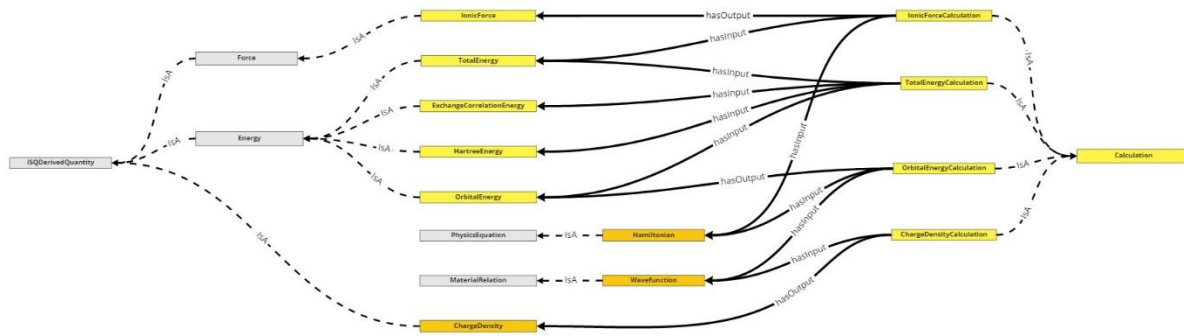 IonicForce
hasOutput
IonicForceCalculation
IsA
hasInput
IsA
Force
IsA
TotalEnergy
IsA
hasInput
TotalEnergyCalculation
IsA
IsA
ExchangeCorrelationEnergy
hasInput
IsA
hasInput
hasInput
hasInput
Energy
IsA
HartreeEnergy
IsA
ISQDerivedQuantity
Calculation
IsA
hasOutput
OrbitalEnergyCalculation
IsA
OrbitalEnergy
hasInput
hasInput
IsA
IsA
PhysicsEquation
IsA
Hamiltonian
ChargeDensityCalculation
hasInput
MaterialRelation
IsA
Wavefunction
hasOutput
ChargeDensity